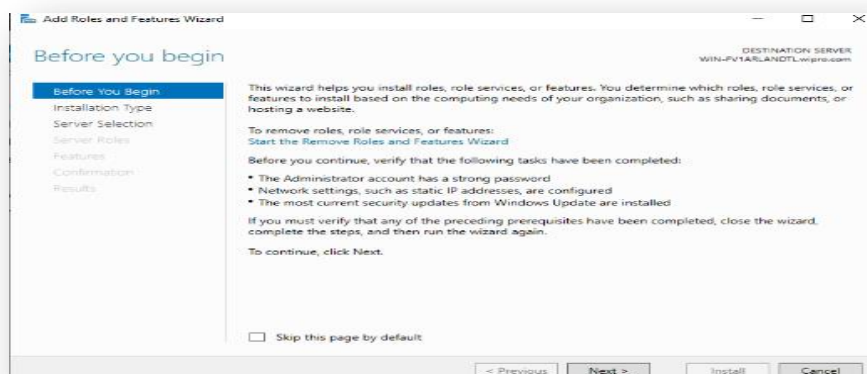 Add Roles and Features Wizard
Before you begin
DESTINATION SERVER
WIN-FV1ARLANDTL.wipro.com
Before You Begin
Installation Type
Server Selection
Server Roles
Features
Confirmation
Results
This wizard helps you install roles, role services, or features. You determine which roles, role services, or
features to install based on the computing needs of your organization, such as sharing documents, or
hosting a website.
To remove roles, role services, or features:
Start the Remove Roles and Features Wizard
Before you continue, verify that the following tasks have been completed:
• The Administrator account has a strong password
• Network settings, such as static IP addresses, are configured
• The most current security updates from Windows Update are installed
If you must verify that any of the preceding prerequisites have been completed, close the wizard,
complete the steps, and then run the wizard again.
To continue, click Next.
Skip this page by default
< Previous
Next >
Install
Cancel